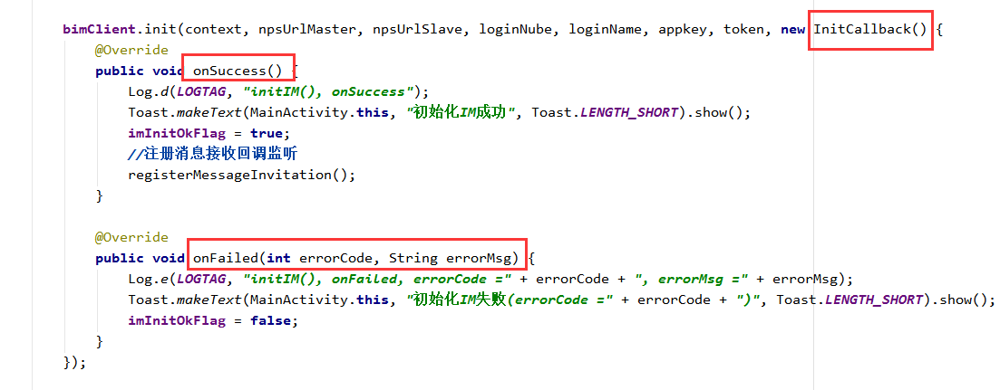 bimClient.init(context, npsUrlMaster, npsUrlSlave, loginNube, loginName, appkey, token, new InitCallback() {
@Override
public void onSuccess() {
Log.d(LOGTAG, "initIM(), onSuccess");
Toast.makeText(MainActivity.this, "初始化IM成功", Toast.LENGTH_SHORT).show();
imInitOkFlag = true;
//注册消息接收回调监听
registerMessageInvitation();
}
@Override
public void onFailed(int errorCode, String errorMsg) {
Log.e(LOGTAG, "initIM(), onFailed, errorCode =" + errorCode + ", errorMsg =" + errorMsg);
Toast.makeText(MainActivity.this, "初始化IM失败(errorCode =" + errorCode + ")", Toast.LENGTH_SHORT).show();
imInitOkFlag = false;
}
});